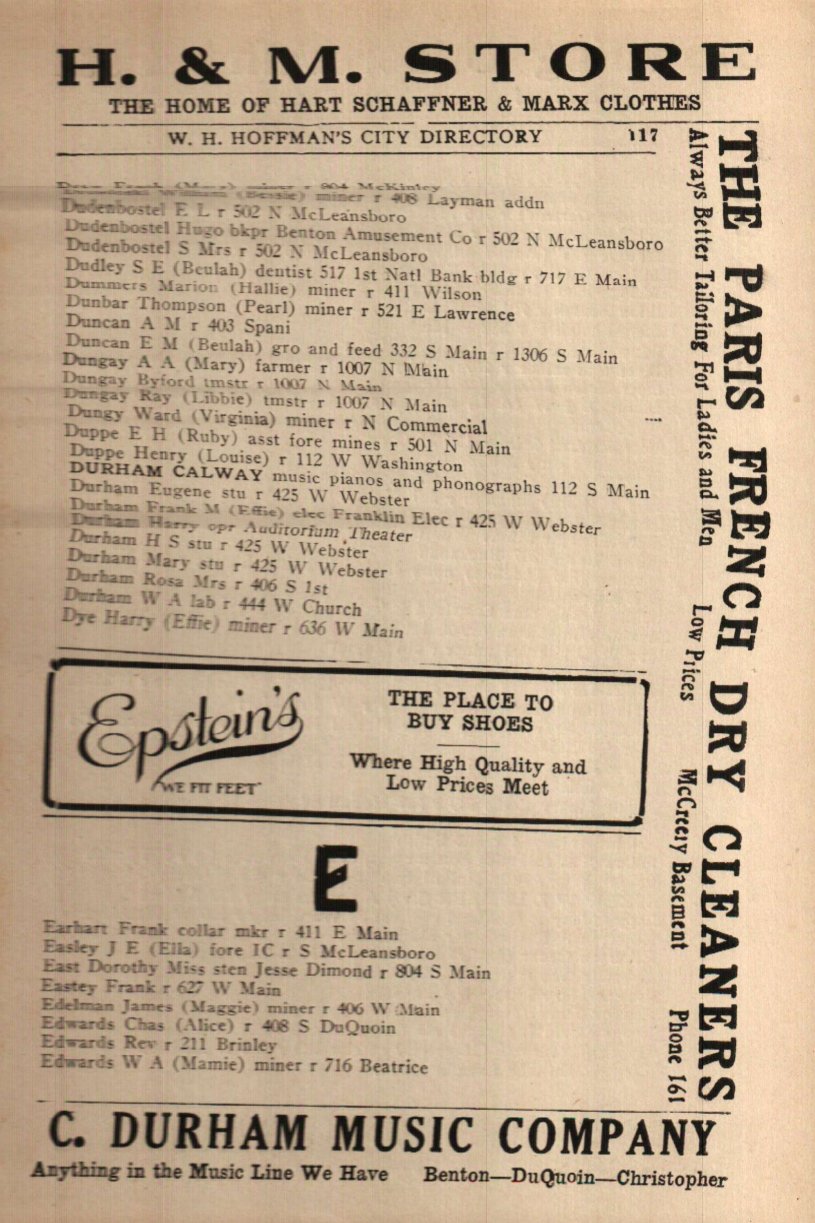 H. & M. STORE
THE HOME OF HART SCHAFFNER & MARX CLOTHES
W. H. HOFFMAN'S CITY DIRECTORY 117
Frank (Mary) miner r 804 McKinley
William (Bessie) miner r 408 Layman addn
Dudenbostel E L r 502 N McLeansboro
Dudenbostel Hugo bkpr Benton Amusement Co r 502 N McLeansboro
Dudenbostel S Mrs r 502 N McLeansboro
Dudley S E (Beulah) dentist 517 1st Natl Bank bldg r 717 E Main
Dummers Marion (Hallie) miner r 411 Wilson
Dunbar Thompson (Pearl) miner r 521 E Lawrence
Duncan A M r 403 Spani
Duncan E M (Beulah) gro and feed 332 S Main r 1306 S Main
Dungay A A (Mary) farmer r 1007 N Main
Dungay Byford tmstr r 1007 N Main
Dungay Ray (Libbie) tmstr r 1007 N Main
Dungy Ward (Virginia) miner r N Commercial
Duppe E H (Ruby) asst fore mines r 501 N Main
Duppe Henry (Louise) r 112 W Washington
DURHAM CALWAY music pianos and phonographs 112 S Main
Durham Eugene stu r 425 W Webster
Durham Frank M (Effie) elec Franklin Elec r 425 W Webster
Durham Harry opr Auditorium Theater
Durham H S stu r 425 W Webster
Durham Mary stu r 425 W Webster
Durham Rosa Mrs r 406 S 1st
Durham W A lab r 444 W Church
Dye Harry (Effie) miner r 636 W Main
Epstein's
"WE FIT FEET"
THE PLACE TO
BUY SHOES
Where High Quality and
Low Prices Meet
E
Earhart Frank collar mkr r 411 E Main
Easley J E (Ella) fore IC r S McLeansboro
East Dorothy Miss sten Jesse Dimond r 804 S Main
Eastey Frank r 627 W Main
Edelman James (Maggie) miner r 406 W Main
Edwards Chas (Alice) r 408 S DuQuoin
Edwards Rev r 211 Brinley
Edwards W A (Mamie) miner r 716 Beatrice
THE PARIS FRENCH DRY CLEANERS
Always Better Tailoring For Ladies and Men Low Prices McCreery Basement Phone 161
C. DURHAM MUSIC COMPANY
Anything in the Music Line We Have Benton—DuQuoin—Christopher